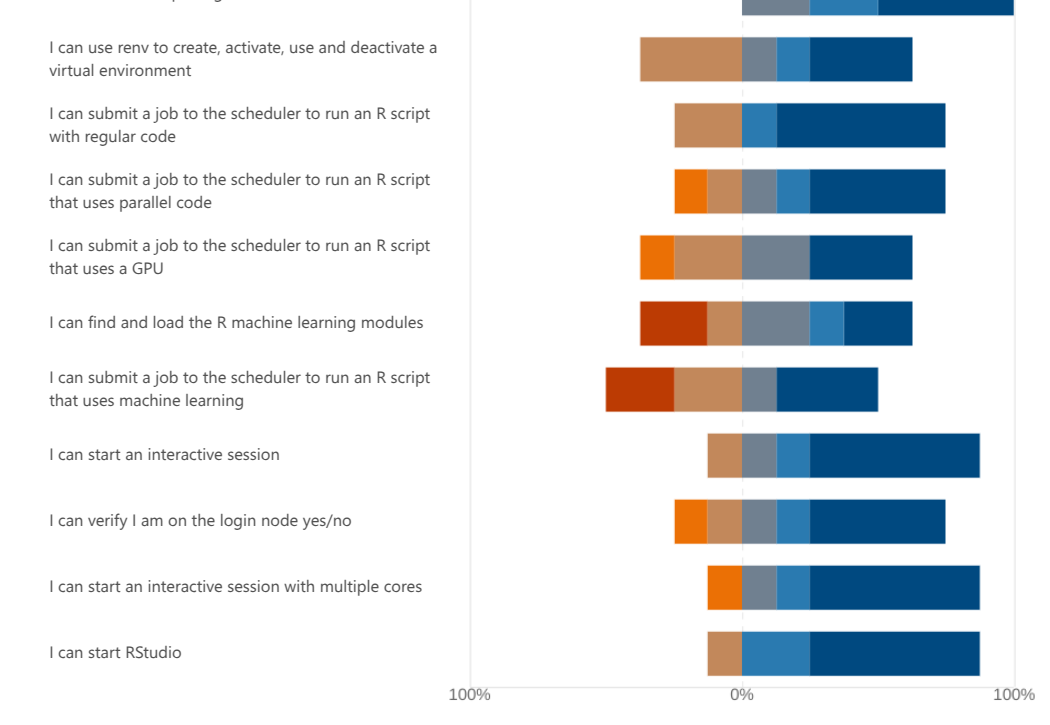 I can use renv to create, activate, use and deactivate a
virtual environment
I can submit a job to the scheduler to run an R script
with regular code
I can submit a job to the scheduler to run an R script
that uses parallel code
I can submit a job to the scheduler to run an R script
that uses a GPU
I can find and load the R machine learning modules
I can submit a job to the scheduler to run an R script
that uses machine learning
I can start an interactive session
I can verify I am on the login node yes/no
I can start an interactive session with multiple cores
I can start RStudio
100% 0% 100%